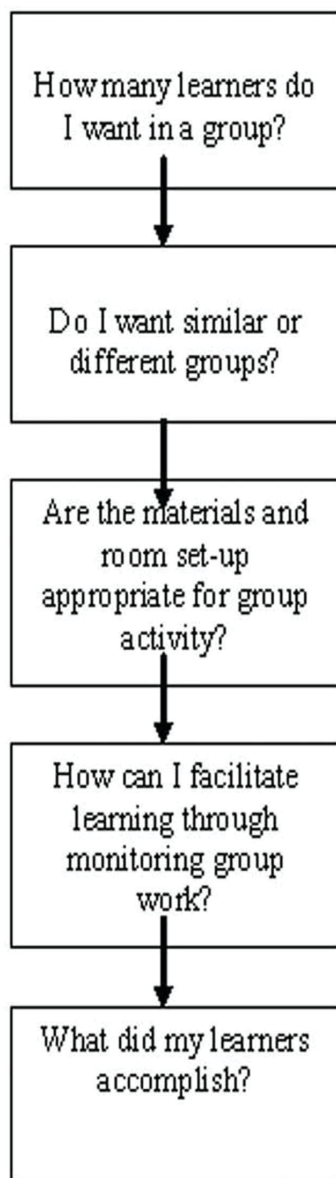 How many learners do
I want in a group?
Do I want similar or
different groups?
Are the materials and
room set-up
appropriate for group
activity?
How can I facilitate
learning through
monitoring group
work?
What did my learners
accomplish?